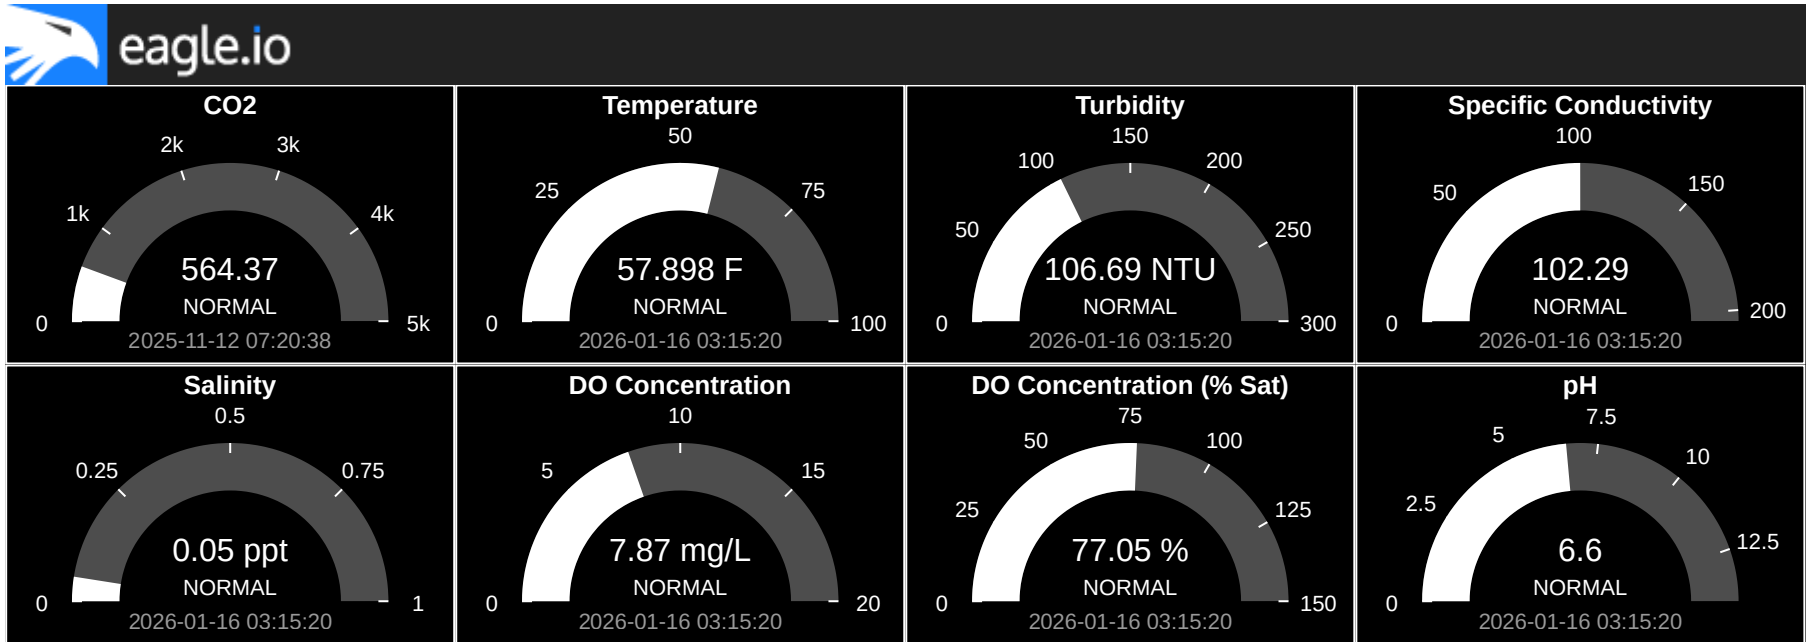 eagle.io
CO2
0
1k
2k
3k
4k
5k
564.37
NORMAL
2025-11-12 07:20:38
Temperature
0
25
50
75
100
57.898 F
NORMAL
2026-01-16 03:15:20
Turbidity
0
50
100
150
200
250
300
106.69 NTU
NORMAL
2026-01-16 03:15:20
Specific Conductivity
0
50
100
150
200
102.29
NORMAL
2026-01-16 03:15:20
Salinity
0
0.25
0.5
0.75
1
0.05 ppt
NORMAL
2026-01-16 03:15:20
DO Concentration
0
5
10
15
20
7.87 mg/L
NORMAL
2026-01-16 03:15:20
DO Concentration (% Sat)
0
25
50
75
100
125
150
77.05 %
NORMAL
2026-01-16 03:15:20
pH
0
2.5
5
7.5
10
12.5
6.6
NORMAL
2026-01-16 03:15:20